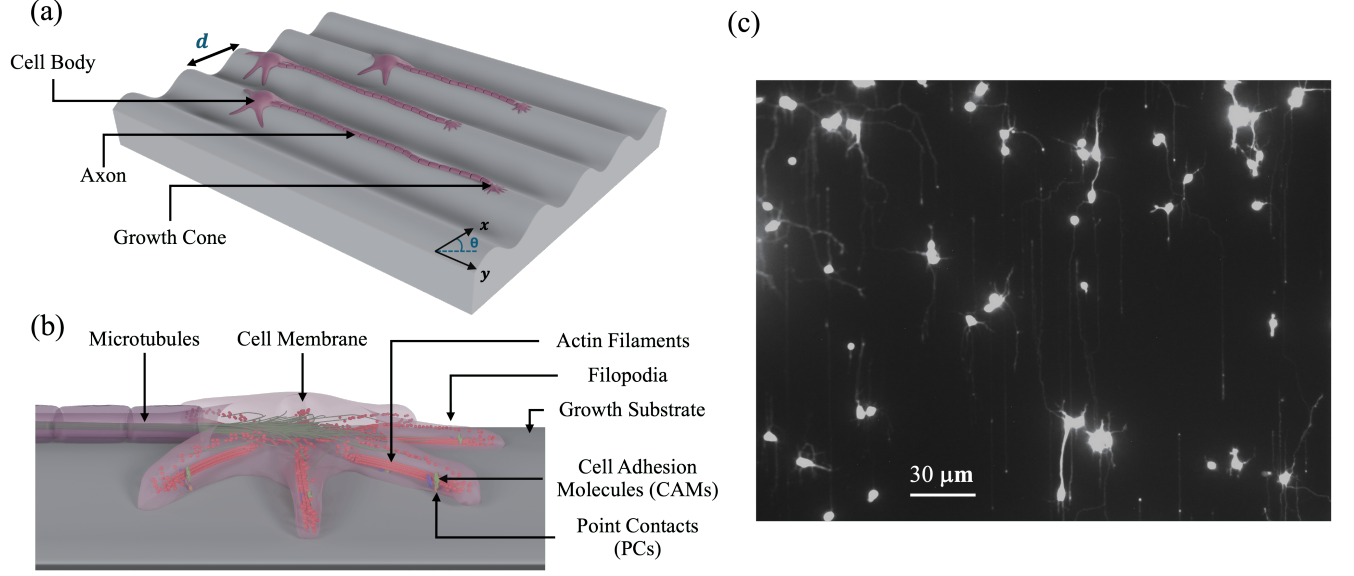 (a)
d
Cell Body
Axon
Growth Cone
x
θ
y
(b)
Microtubules
Cell Membrane
Actin Filaments
Filopodia
Growth Substrate
Cell Adhesion
Molecules (CAMs)
Point Contacts
(PCs)
(c)
30 μm